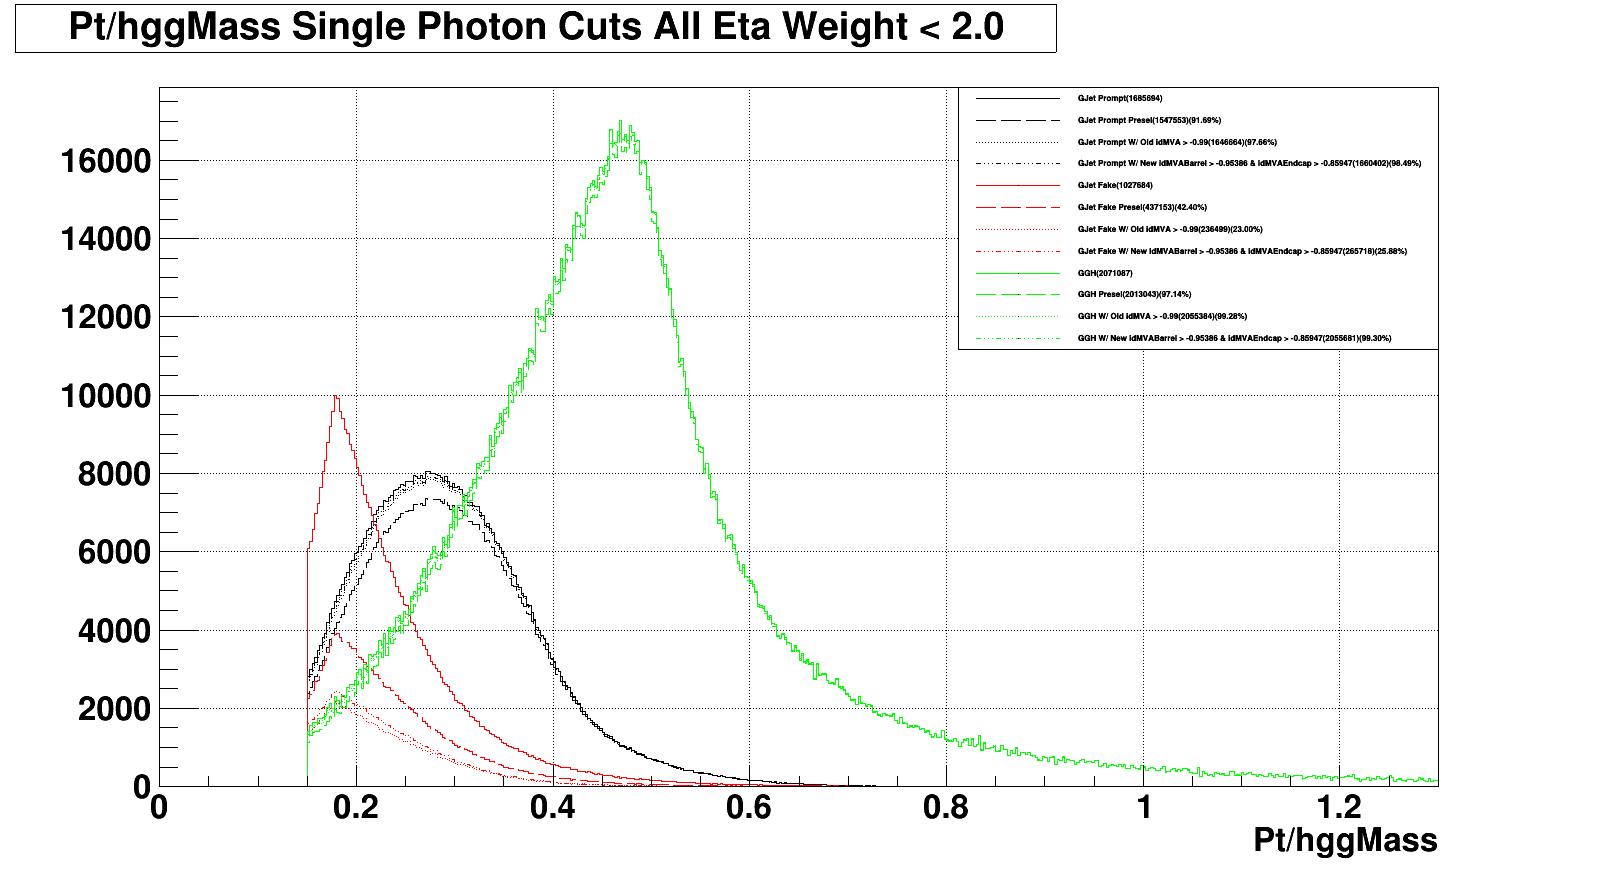 Pt/hggMass Single Photon Cuts All Eta Weight < 2.0
GJet Prompt(1685694)
GJet Prompt Presel(1547553)(91.69%)
GJet Prompt W/ Old idMVA > -0.99(1646664)(97.66%)
GJet Prompt W/ New idMVABarrel > -0.95386 & idMVAEndcap > -0.85947(1660402)(98.49%)
GJet Fake(1027684)
GJet Fake Presel(437153)(42.40%)
GJet Fake W/ Old idMVA > -0.99(236499)(23.00%)
GJet Fake W/ New idMVABarrel > -0.95386 & idMVAEndcap > -0.85947(265718)(25.88%)
GGH(2071087)
GGH Presel(2013043)(97.14%)
GGH W/ Old idMVA > -0.99(2055384)(99.28%)
GGH W/ New idMVABarrel > -0.95386 & idMVAEndcap > -0.85947(2055681)(99.30%)
16000
14000
12000
10000
8000
6000
4000
2000
0
0 0.2 0.4 0.6 0.8 1 1.2
Pt/hggMass